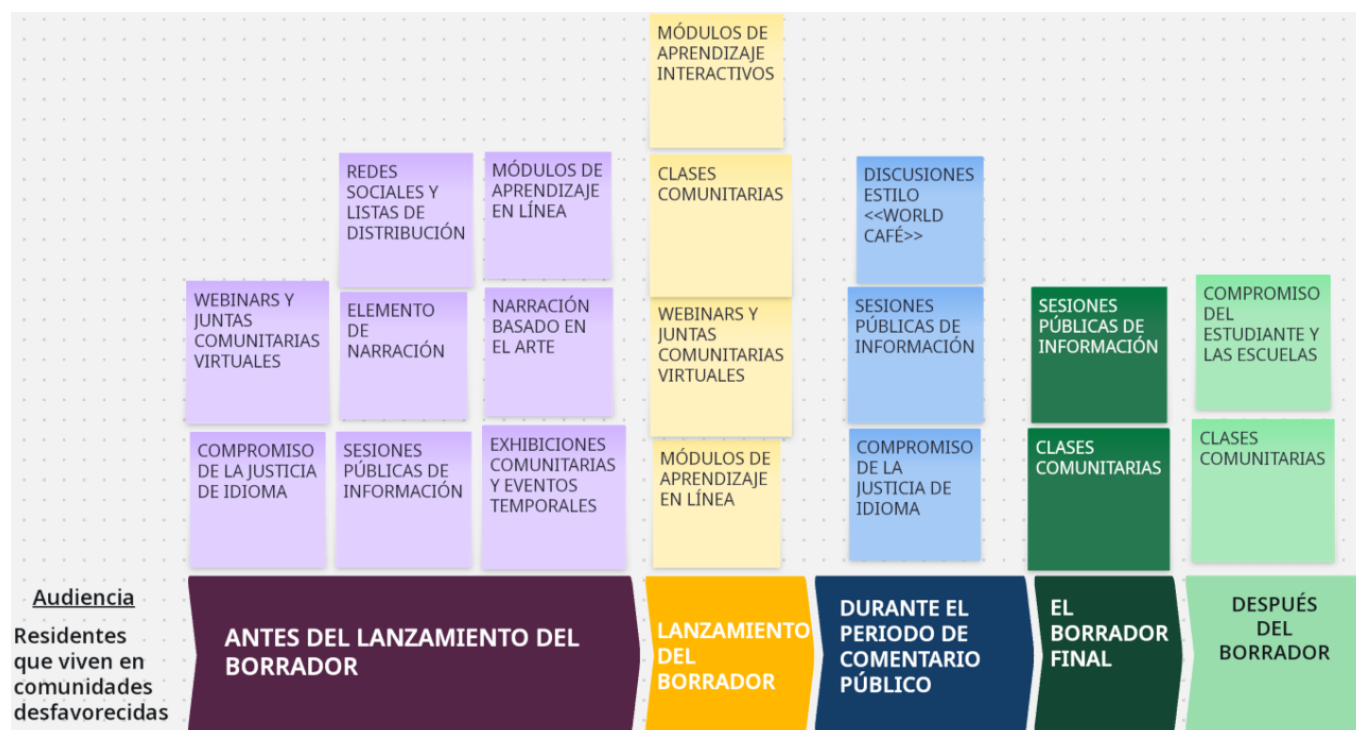 MÓDULOS DE
APRENDIZAJE
INTERACTIVOS
REDES
SOCIALES Y
LISTAS DE
DISTRIBUCIÓN
MÓDULOS DE
APRENDIZAJE
EN LÍNEA
CLASES
COMUNITARIAS
DISCUSIONES
ESTILO
<<WORLD
CAFÉ>>
WEBINARS Y
JUNTAS
COMUNITARIAS
VIRTUALES
ELEMENTO
DE
NARRACIÓN
NARRACIÓN
BASADO EN
EL ARTE
WEBINARS Y
JUNTAS
COMUNITARIAS
VIRTUALES
SESIONES
PÚBLICAS DE
INFORMACIÓN
SESIONES
PÚBLICAS DE
INFORMACIÓN
COMPROMISO
DEL
ESTUDIANTE Y
LAS ESCUELAS
COMPROMISO
DE LA JUSTICIA
DE IDIOMA
SESIONES
PÚBLICAS DE
INFORMACIÓN
EXHIBICIONES
COMUNITARIAS
Y EVENTOS
TEMPORALES
MÓDULOS DE
APRENDIZAJE
EN LÍNEA
COMPROMISO
DE LA
JUSTICIA DE
IDIOMA
CLASES
COMUNITARIAS
CLASES
COMUNITARIAS
Audiencia
Residentes
que viven en
comunidades
desfavorecidas
ANTES DEL LANZAMIENTO DEL
BORRADOR
LANZAMIENTO
DEL
BORRADOR
DURANTE EL
PERIODO DE
COMENTARIO
PÚBLICO
EL
BORRADOR
FINAL
DESPUÉS
DEL
BORRADOR